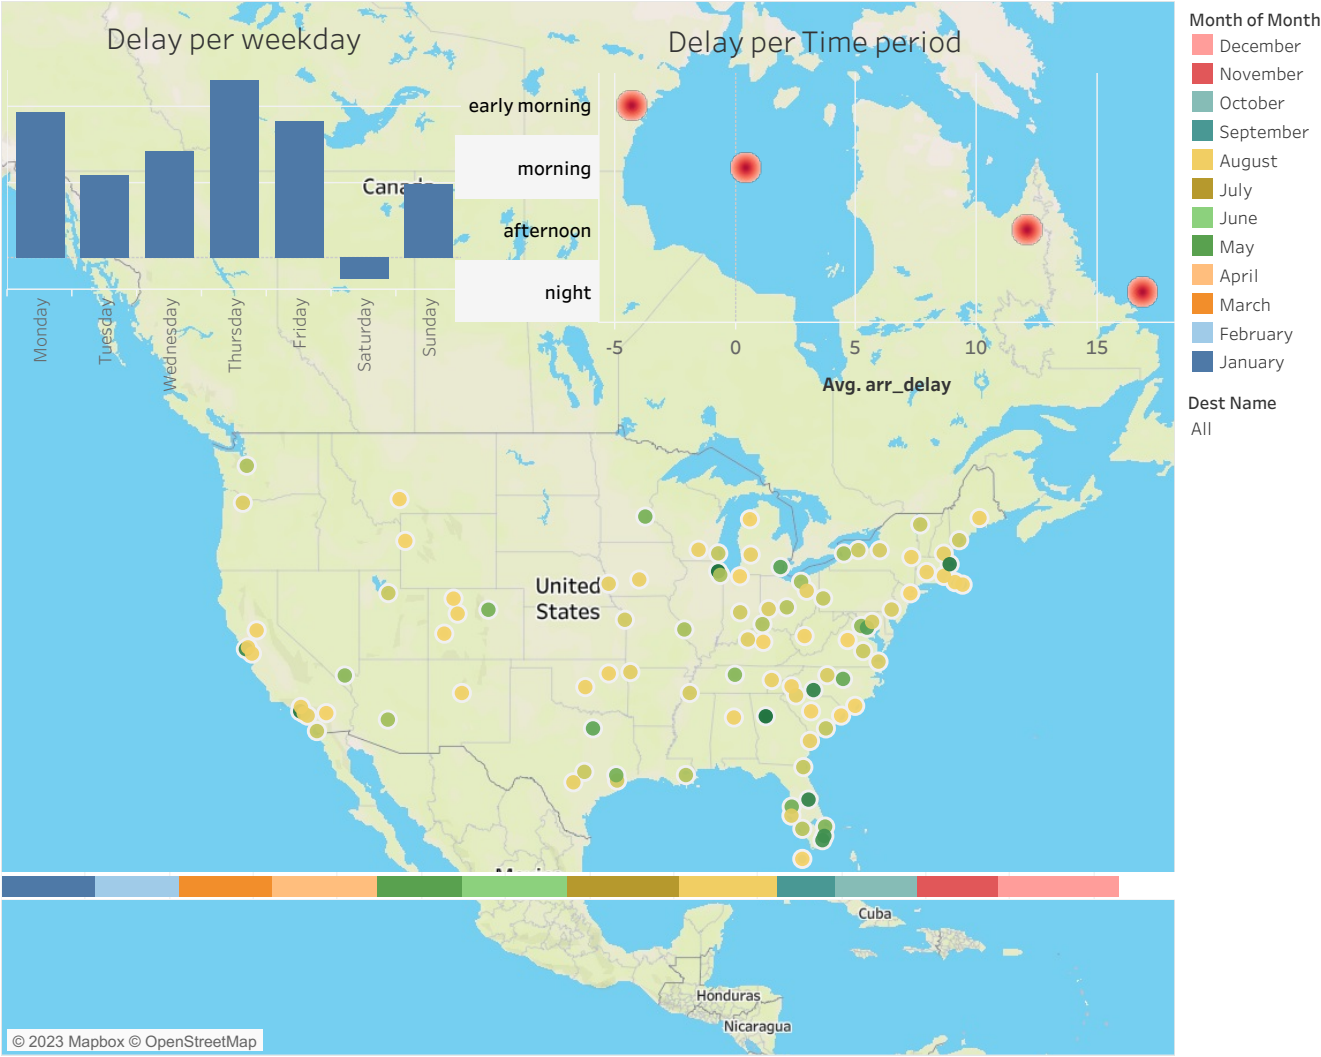 Delay per weekday
Delay per Time period
Month of Month
December
November
October
September
August
July
June
May
April
March
February
January
Dest Name
All
early morning
morning
afternoon
night
Monday
Tuesday
Wednesday
Thursday
Friday
Saturday
Sunday
-5 0 5 10 15
Avg. arr_delay
United
States
Cuba
Honduras
Nicaragua
© 2023 Mapbox © OpenStreetMap